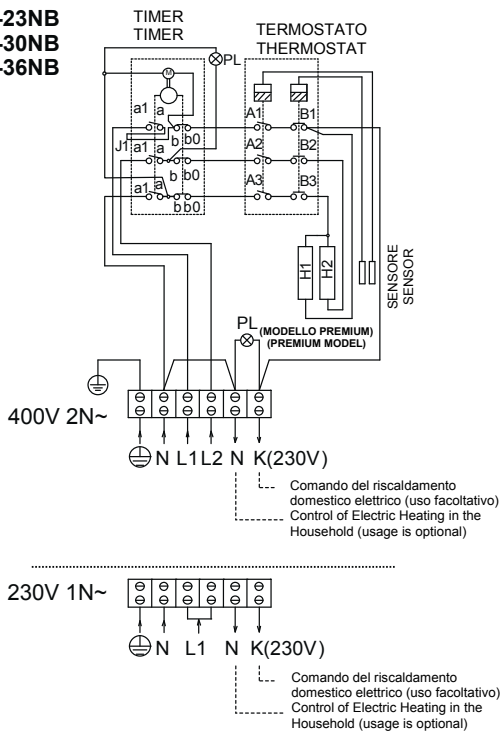 -23NB
-30NB
-36NB
TIMER
TIMER
TERMOSTATO
THERMOSTAT
PL
M
a1 a
J1
b b0
a1 a
b b0
a1 a
b b0
A1 B1
A2 B2
A3 B3
H1 H2
SENSORE
SENSOR
PL (MODELLO PREMIUM)
(PREMIUM MODEL)
400V 2N~
N L1 L2 N K(230V)
Comando del riscaldamento
domestico elettrico (uso facoltativo)
Control of Electric Heating in the
Household (usage is optional)
230V 1N~
N L1 N K(230V)
Comando del riscaldamento
domestico elettrico (uso facoltativo)
Control of Electric Heating in the
Household (usage is optional)